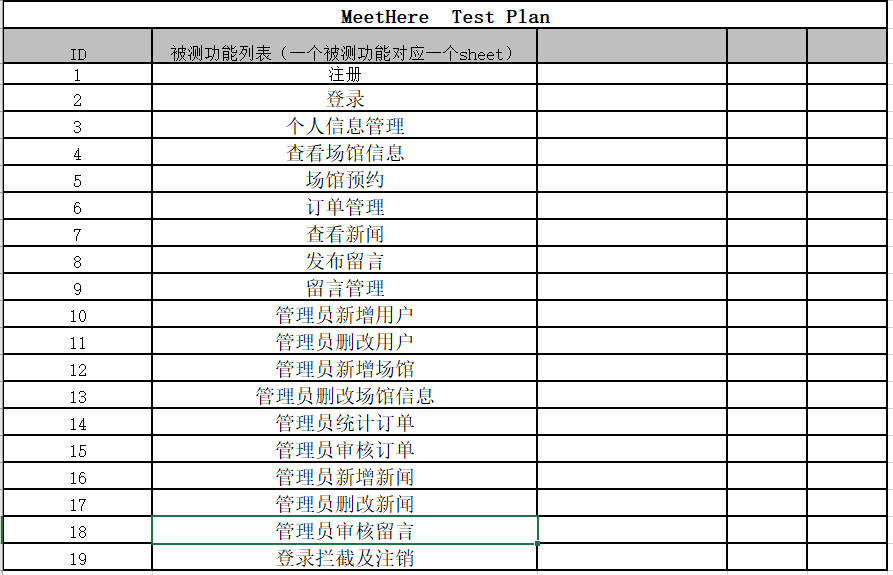 MeetHere Test Plan
ID 被测功能列表（一个被测功能对应一个sheet）
1 注册
2 登录
3 个人信息管理
4 查看场馆信息
5 场馆预约
6 订单管理
7 查看新闻
8 发布留言
9 留言管理
10 管理员新增用户
11 管理员删改用户
12 管理员新增场馆
13 管理员删改场馆信息
14 管理员统计订单
15 管理员审核订单
16 管理员新增新闻
17 管理员删改新闻
18 管理员审核留言
19 登录拦截及注销